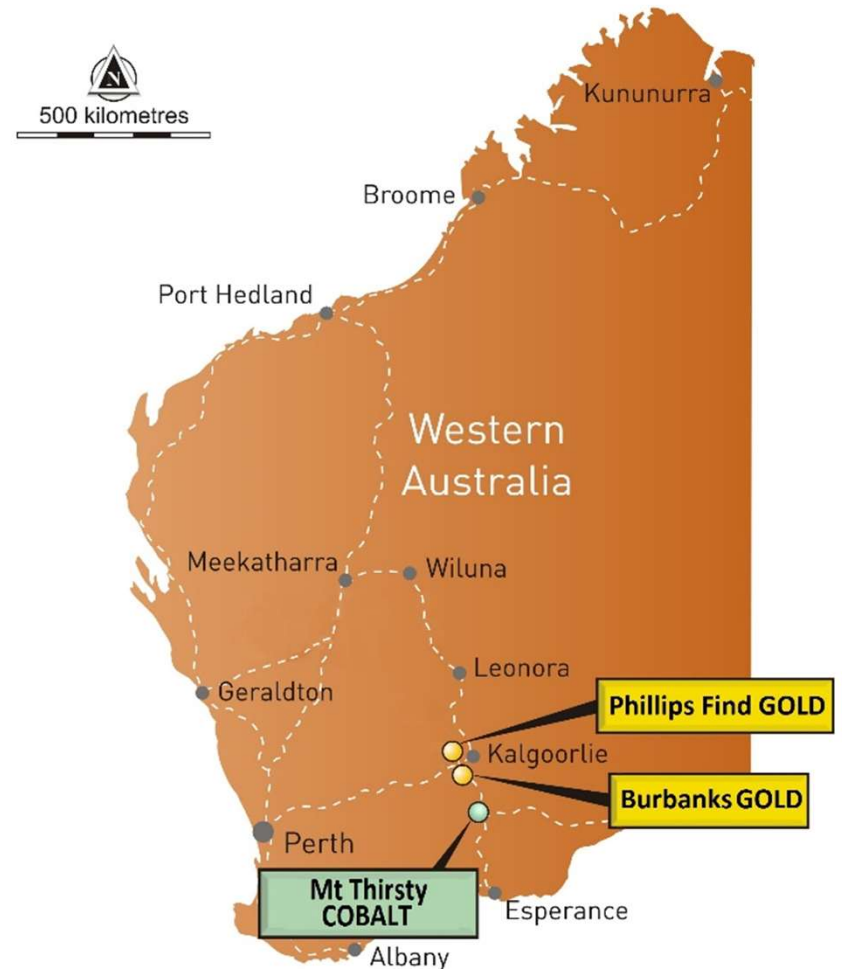 N
500 kilometres
Kununurra
Broome
Port Hedland
Western
Australia
Meekatharra
Wiluna
Leonora
Geraldton
Phillips Find GOLD
Kalgoorlie
Burbanks GOLD
Perth
Mt Thirsty
COBALT
Esperance
Albany